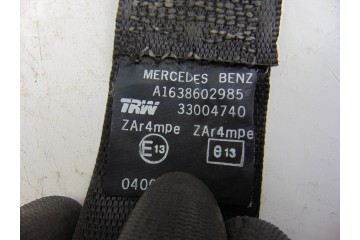 MERCEDES BENZ
A1638602985
TRW 33004740
ZAr4mpe ZAr4mpe
E13 e13